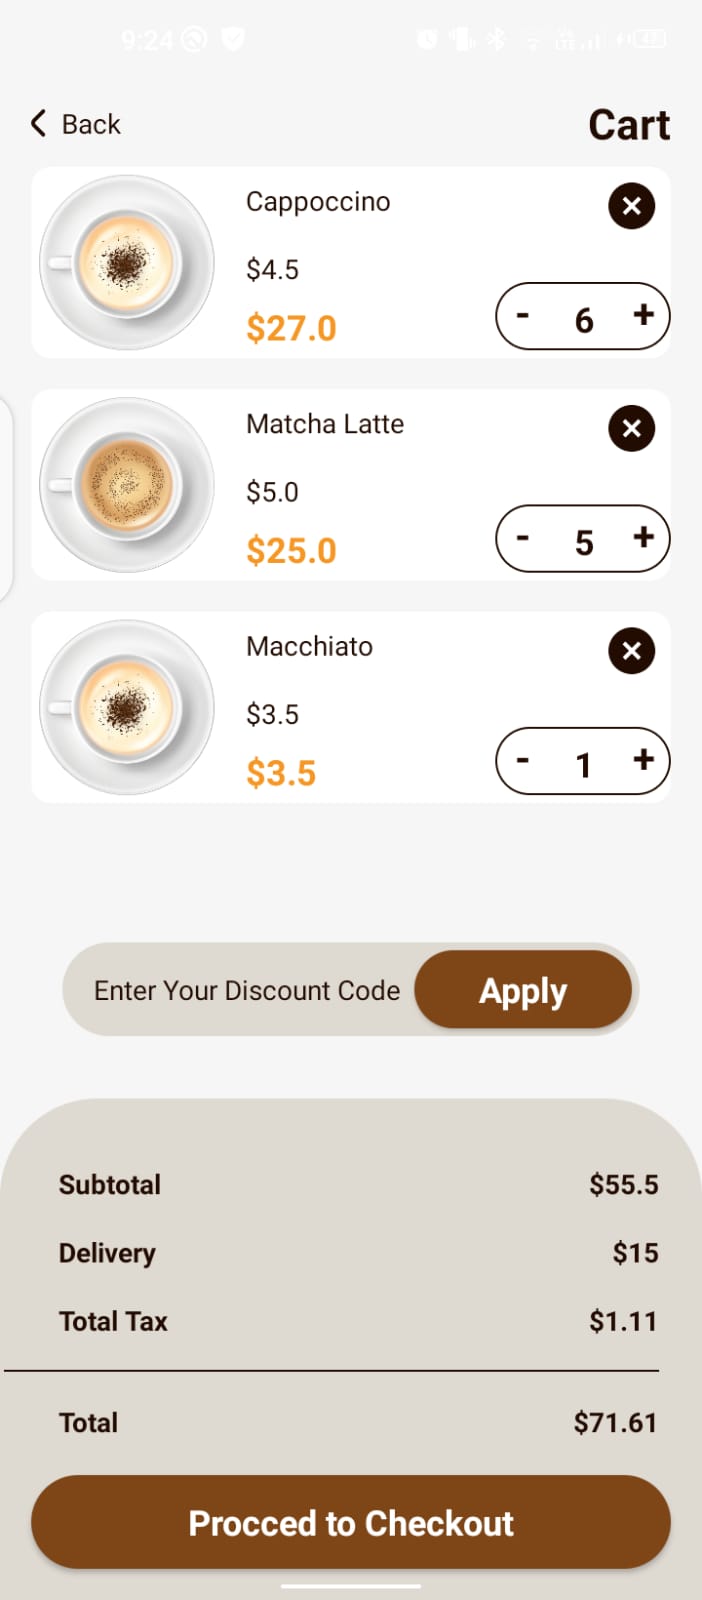 9:24
Back
Cart
Cappoccino
$4.5
$27.0
- 6 +
Matcha Latte
$5.0
$25.0
- 5 +
Macchiato
$3.5
$3.5
- 1 +
Enter Your Discount Code
Apply
Subtotal $55.5
Delivery $15
Total Tax $1.11
Total $71.61
Procced to Checkout